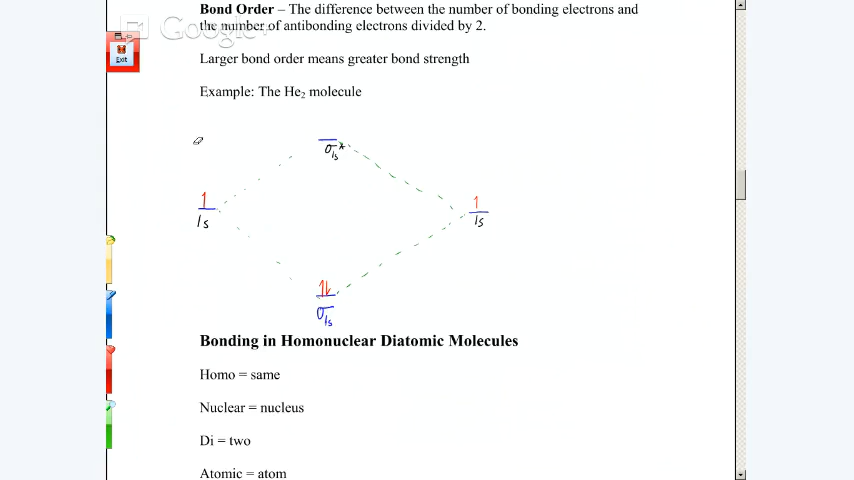 Bond Order – The difference between the number of bonding electrons and
the number of antibonding electrons divided by 2.
Google+
Exit
Larger bond order means greater bond strength
Example: The He₂ molecule
σ1s*
1
1s
1
1s
1l
σ1s
Bonding in Homonuclear Diatomic Molecules
Homo = same
Nuclear = nucleus
Di = two
Atomic = atom